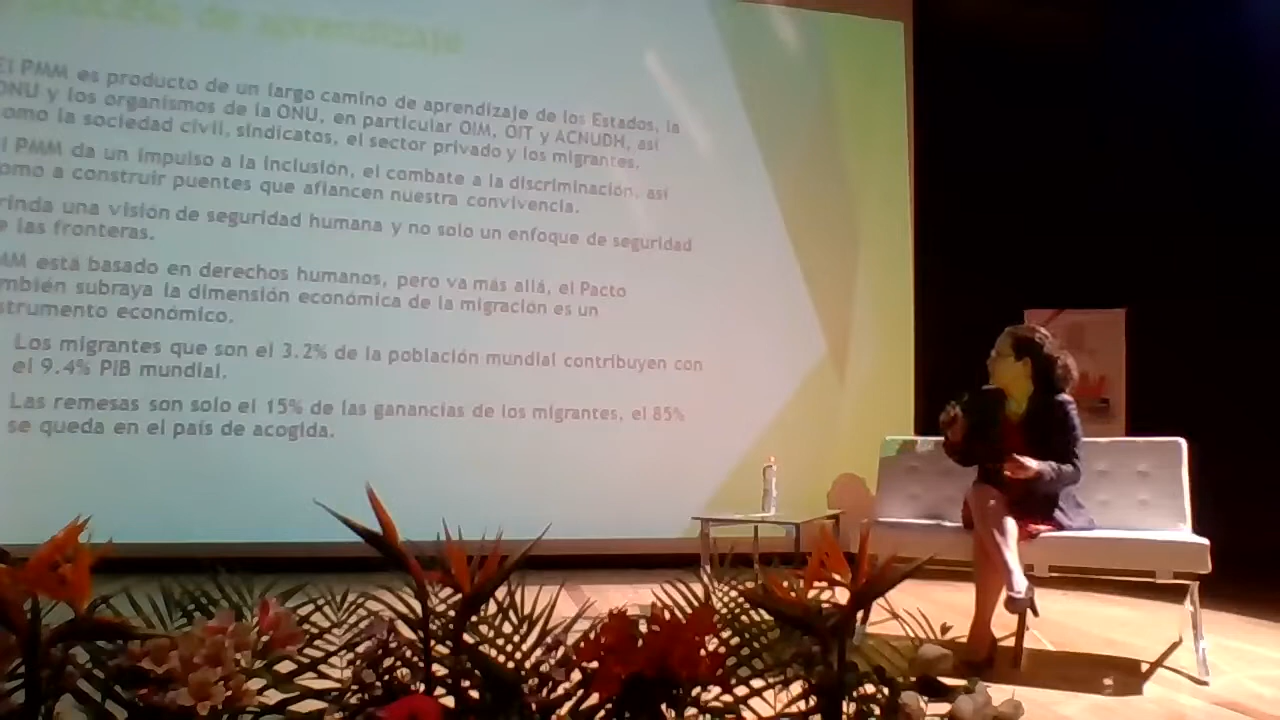 proceso de aprendizaje
El PMM es producto de un largo camino de aprendizaje de los Estados, la
ONU y los organismos de la ONU, en particular OIM, OIT y ACNUDH, así
omo la sociedad civil, sindicatos, el sector privado y los migrantes.
l PMM da un impulso a la inclusión, el combate a la discriminación, así
omo a construir puentes que afiancen nuestra convivencia.
rinda una visión de seguridad humana y no solo un enfoque de seguridad
e las fronteras.
MM está basado en derechos humanos, pero va más allá, el Pacto
mbién subraya la dimensión económica de la migración es un
strumento económico.
Los migrantes que son el 3.2% de la población mundial contribuyen con
el 9.4% PIB mundial.
Las remesas son solo el 15% de las ganancias de los migrantes, el 85%
se queda en el país de acogida.